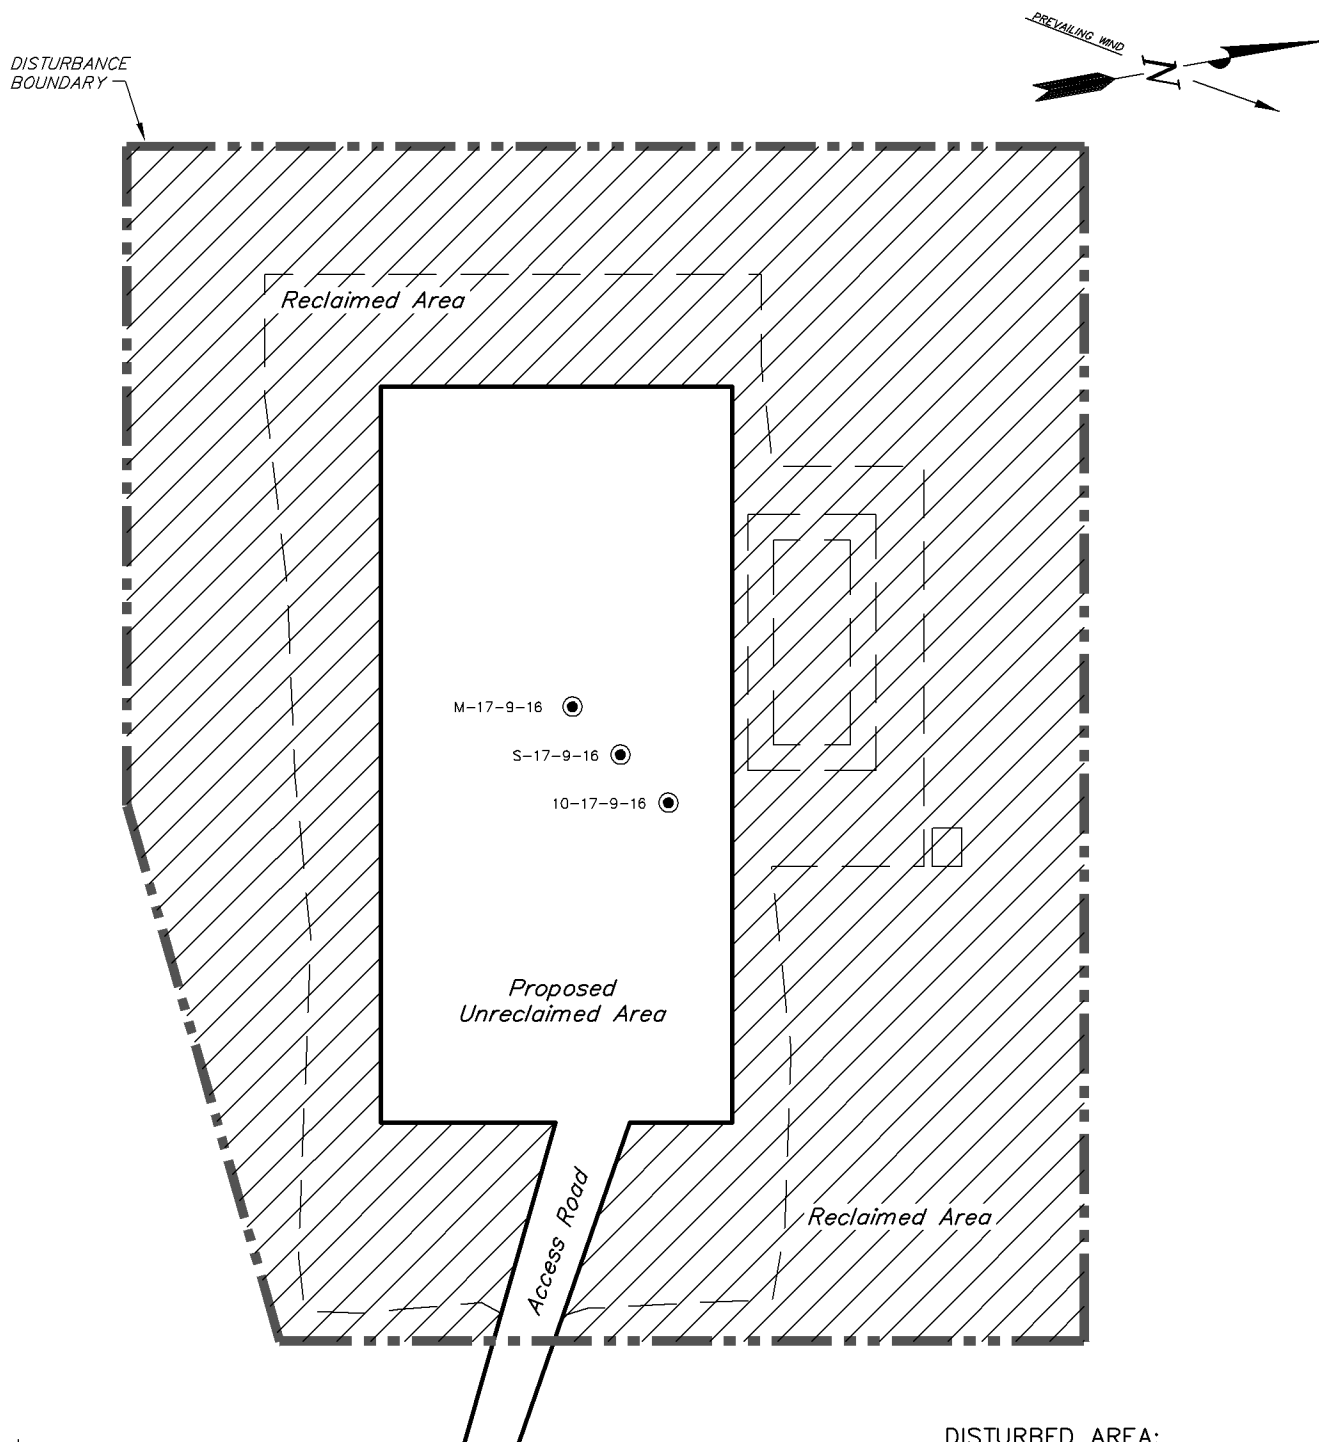 PREVAILING WIND
N
DISTURBANCE
BOUNDARY
Reclaimed Area
M-17-9-16
S-17-9-16
10-17-9-16
Proposed
Unreclaimed Area
Access Road
Reclaimed Area
DISTURBED AREA: